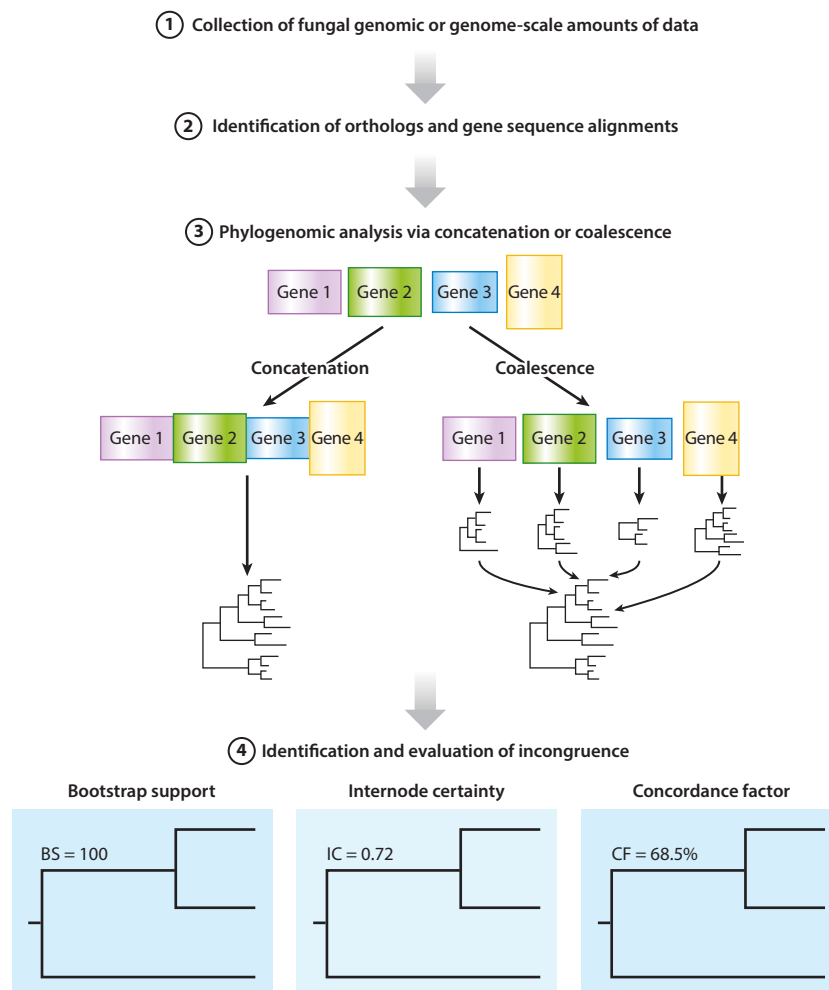 1 Collection of fungal genomic or genome-scale amounts of data
2 Identification of orthologs and gene sequence alignments
3 Phylogenomic analysis via concatenation or coalescence
Gene 1 Gene 2 Gene 3 Gene 4
Concatenation Coalescence
Gene 1 Gene 2 Gene 3 Gene 4 Gene 1 Gene 2 Gene 3 Gene 4
4 Identification and evaluation of incongruence
Bootstrap support Internode certainty Concordance factor
BS = 100 IC = 0.72 CF = 68.5%